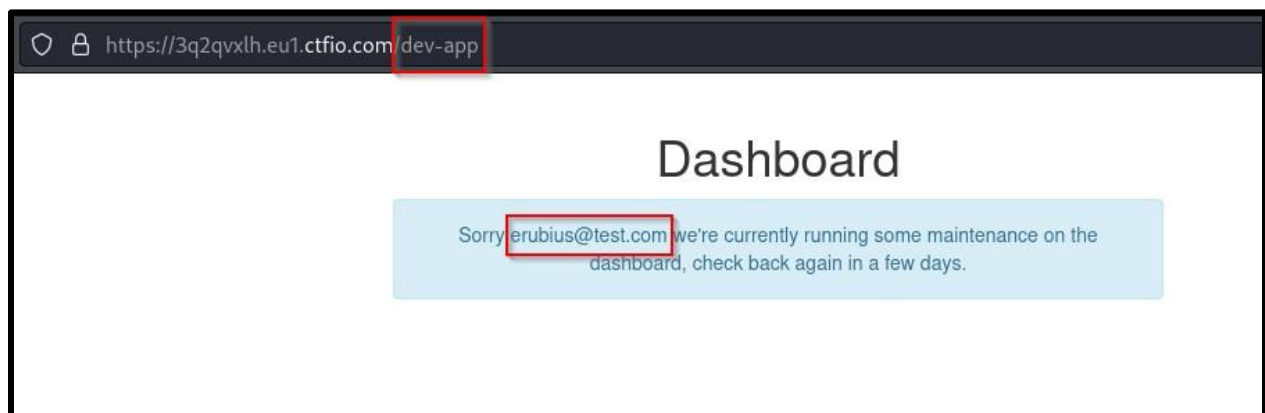 https://3q2qvxlh.eu1.ctfio.com/dev-app
Dashboard
Sorry erubius@test.com we're currently running some maintenance on the
dashboard, check back again in a few days.